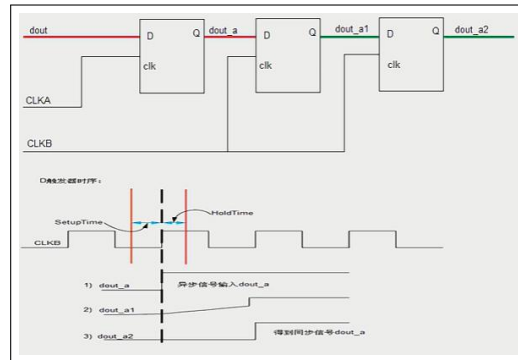 dout
D
Q
dout_a
D
Q
dout_a1
D
Q
dout_a2
clk
clk
clk
CLKA
CLKB
D触发器时序：
SetupTime
HoldTime
CLKB
1) dout_a
异步信号输入dout_a
2) dout_a1
3) dout_a2
得到同步信号dout_a